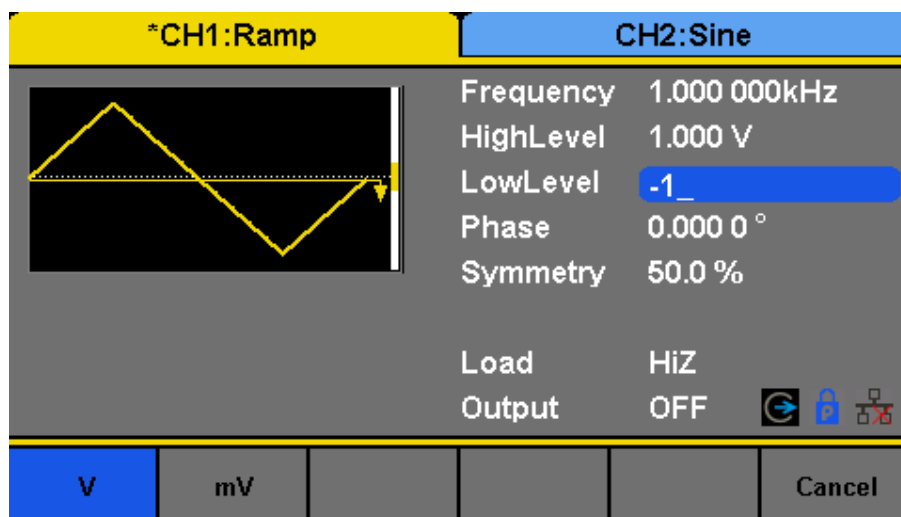 *CH1:Ramp CH2:Sine
Frequency 1.000 000kHz
HighLevel 1.000 V
LowLevel -1_
Phase 0.000 0 °
Symmetry 50.0 %
Load HiZ
Output OFF P
V mV Cancel